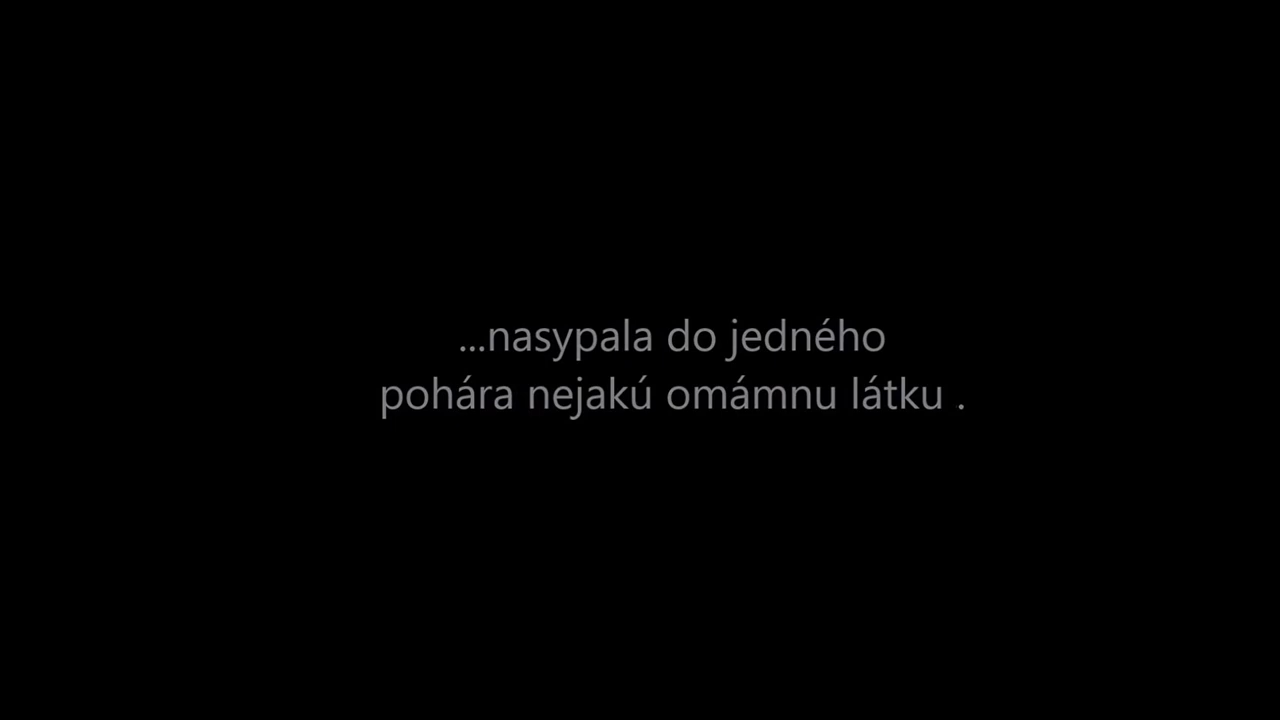 ...nasypala do jedného
pohára nejakú omámnu látku .